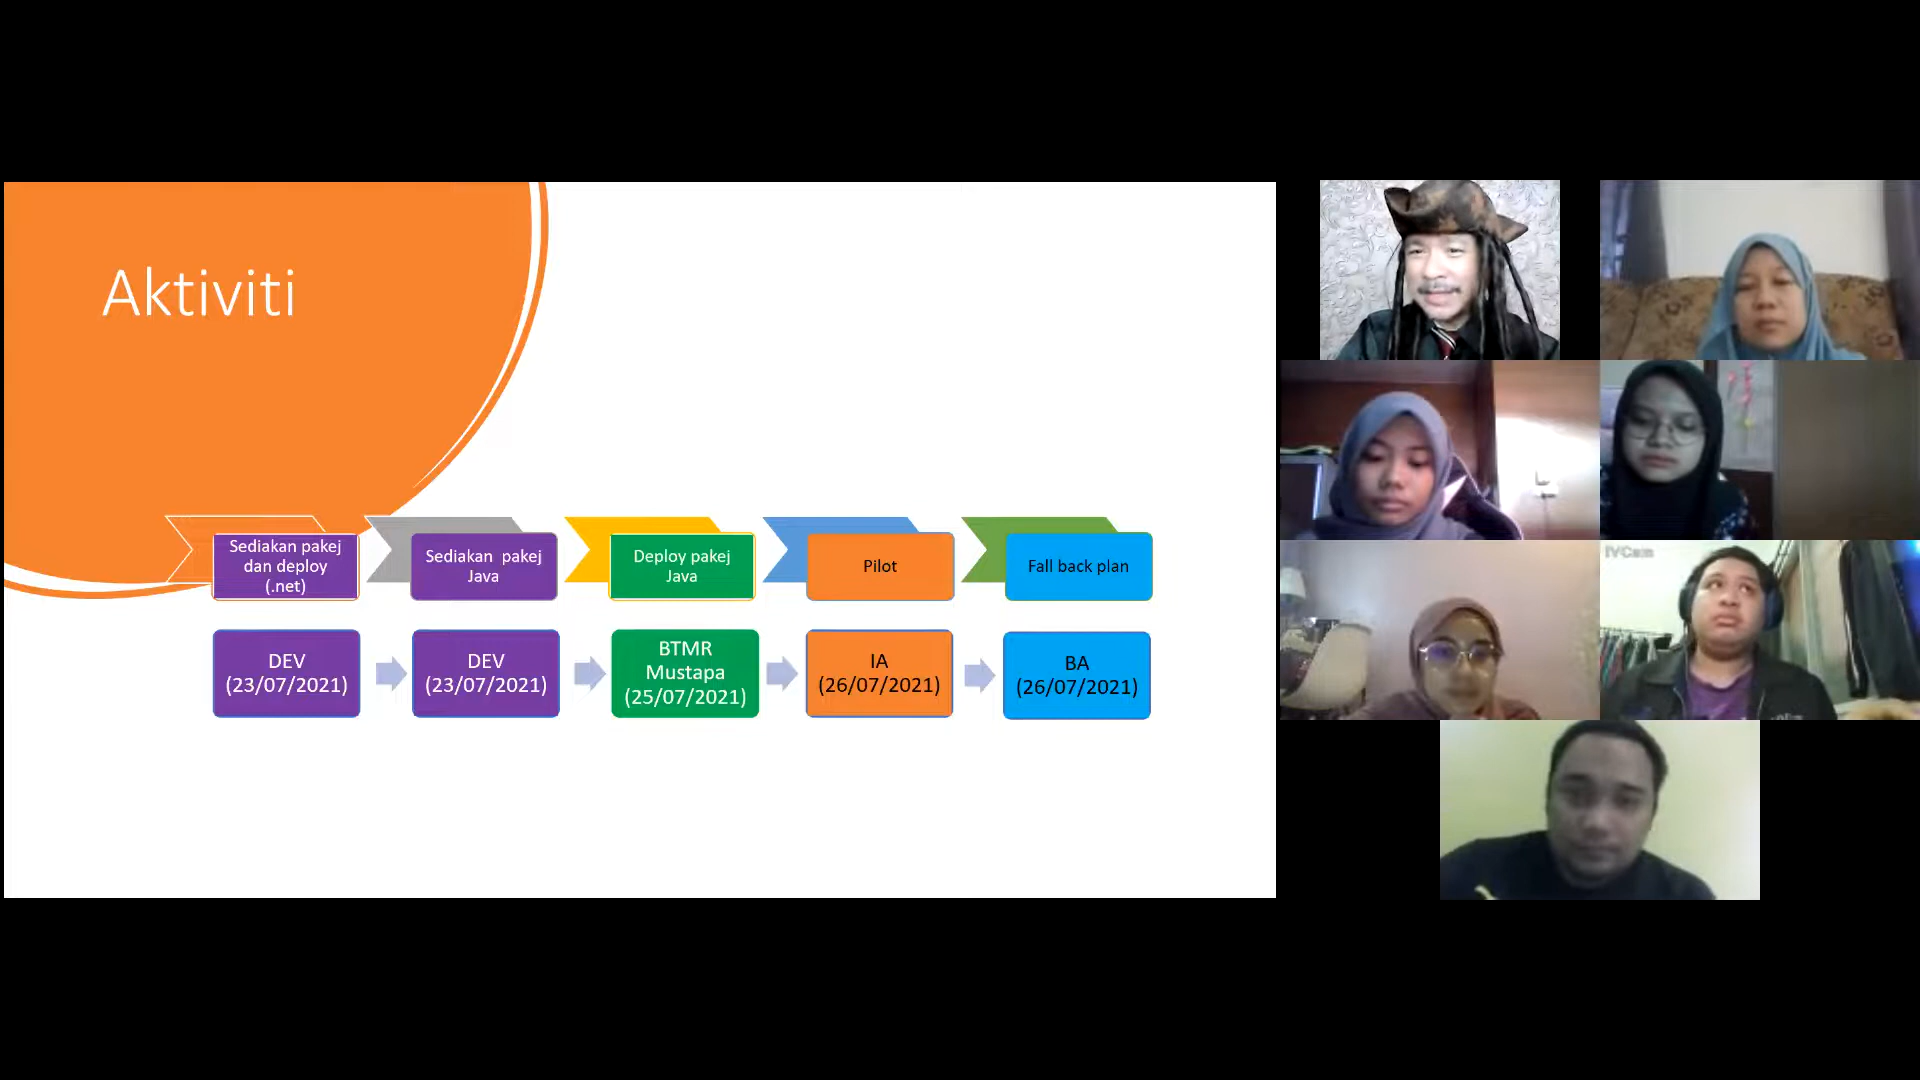 Aktiviti
Sediakan pakej
dan deploy
(.net)
Sediakan pakej
Java
Deploy pakej
Java
Pilot
Fall back plan
DEV
(23/07/2021)
DEV
(23/07/2021)
BTMR
Mustapa
(25/07/2021)
IA
(26/07/2021)
BA
(26/07/2021)
IVCam